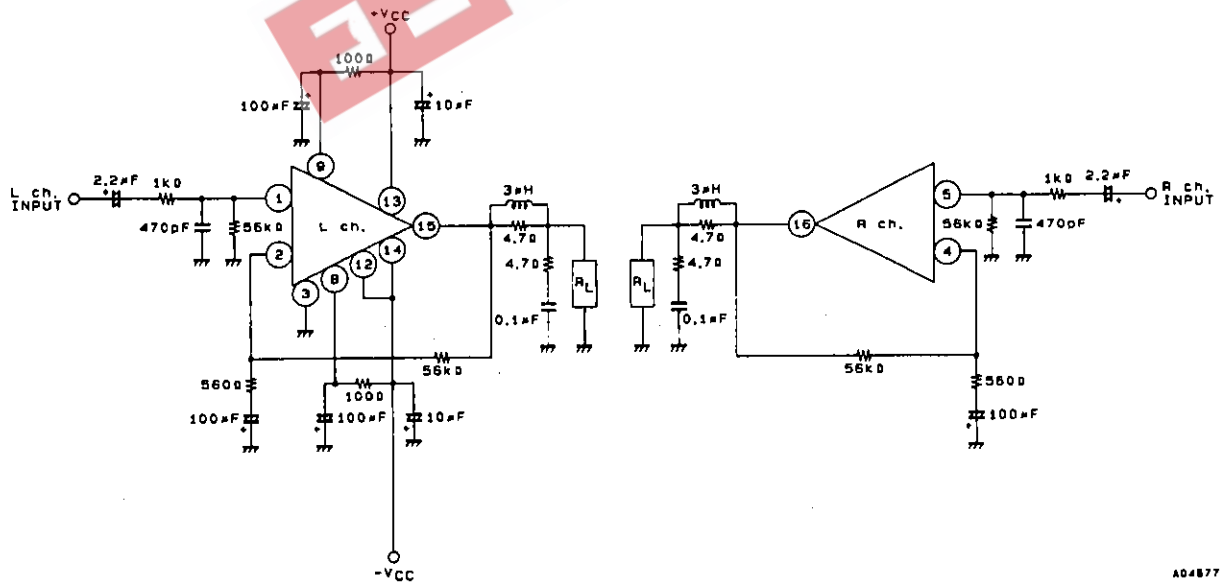 +VCC
100Ω
100µF
10µF
L ch.
INPUT
2.2µF
1kΩ
470pF
56kΩ
1
2
3
9
8
12
13
14
15
L ch.
3µH
4.7Ω
4.7Ω
0.1µF
RL
56kΩ
560Ω
100µF
100Ω
100µF
10µF
-VCC
3µH
4.7Ω
4.7Ω
0.1µF
RL
16
R ch.
5
4
56kΩ
470pF
1kΩ
2.2µF
R ch.
INPUT
56kΩ
560Ω
100µF
A04877